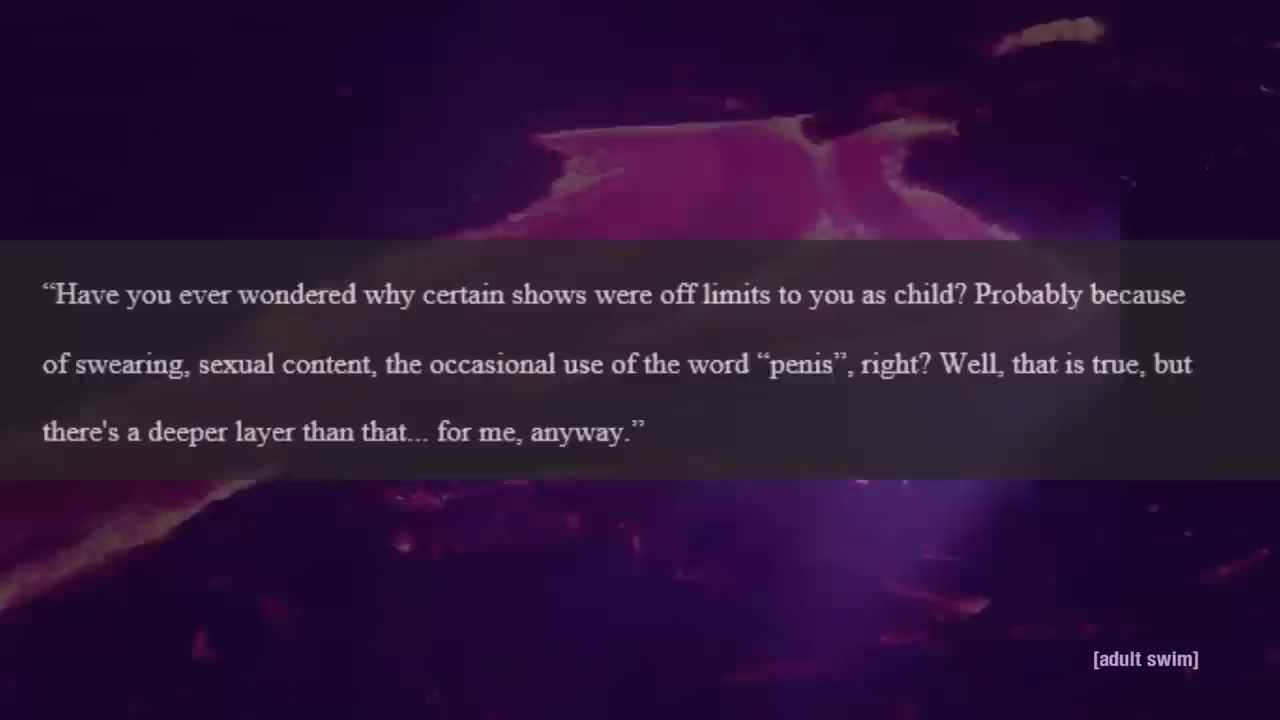 “Have you ever wondered why certain shows were off limits to you as child? Probably because
of swearing, sexual content, the occasional use of the word “penis”, right? Well, that is true, but
there's a deeper layer than that... for me, anyway.”
[adult swim]